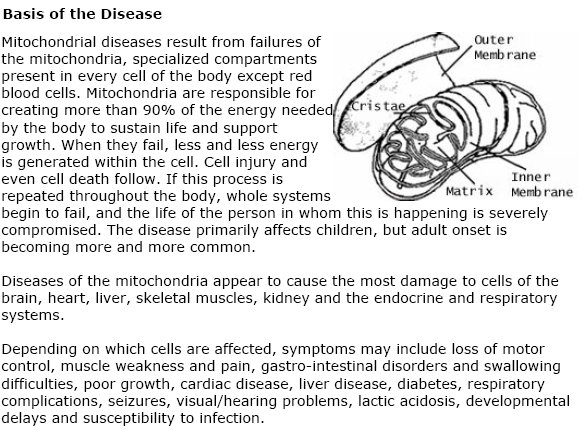 Basis of the Disease
Mitochondrial diseases result from failures of
the mitochondria, specialized compartments
present in every cell of the body except red
blood cells. Mitochondria are responsible for
creating more than 90% of the energy needed
by the body to sustain life and support
growth. When they fail, less and less energy
is generated within the cell. Cell injury and
even cell death follow. If this process is
repeated throughout the body, whole systems
begin to fail, and the life of the person in whom this is happening is severely
compromised. The disease primarily affects children, but adult onset is
becoming more and more common.
Outer
Membrane
Cristae
Matrix
Inner
Membrane
Diseases of the mitochondria appear to cause the most damage to cells of the
brain, heart, liver, skeletal muscles, kidney and the endocrine and respiratory
systems.
Depending on which cells are affected, symptoms may include loss of motor
control, muscle weakness and pain, gastro-intestinal disorders and swallowing
difficulties, poor growth, cardiac disease, liver disease, diabetes, respiratory
complications, seizures, visual/hearing problems, lactic acidosis, developmental
delays and susceptibility to infection.